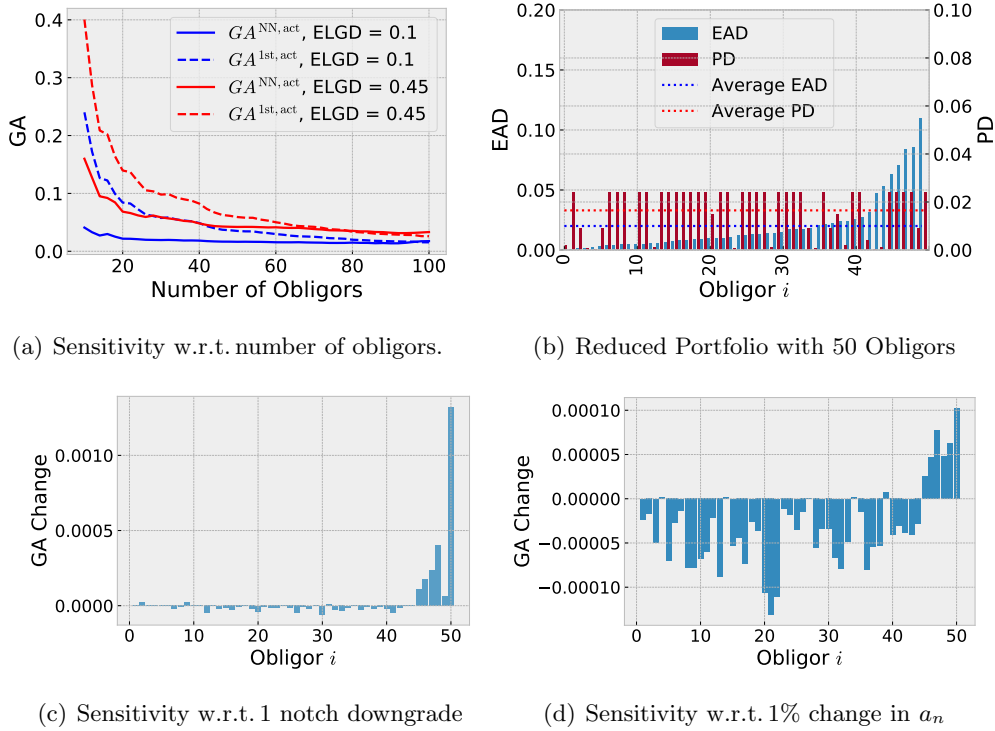 0.4
0.3
0.2
0.1
0.0
GA
GA^NN,act, ELGD = 0.1
GA^1st,act, ELGD = 0.1
GA^NN,act, ELGD = 0.45
GA^1st,act, ELGD = 0.45
20 40 60 80 100
Number of Obligors
0.20
0.15
0.10
0.05
0.00
EAD
EAD
PD
Average EAD
Average PD
0.10
0.08
0.06
0.04
0.02
0.00
PD
0 10 20 30 40
Obligor i
(a) Sensitivity w.r.t. number of obligors.
(b) Reduced Portfolio with 50 Obligors
0.0010
0.0005
0.0000
GA Change
0 10 20 30 40 50
Obligor i
0.00010
0.00005
0.00000
−0.00005
−0.00010
GA Change
0 10 20 30 40 50
Obligor i
(c) Sensitivity w.r.t. 1 notch downgrade
(d) Sensitivity w.r.t. 1% change in a_n